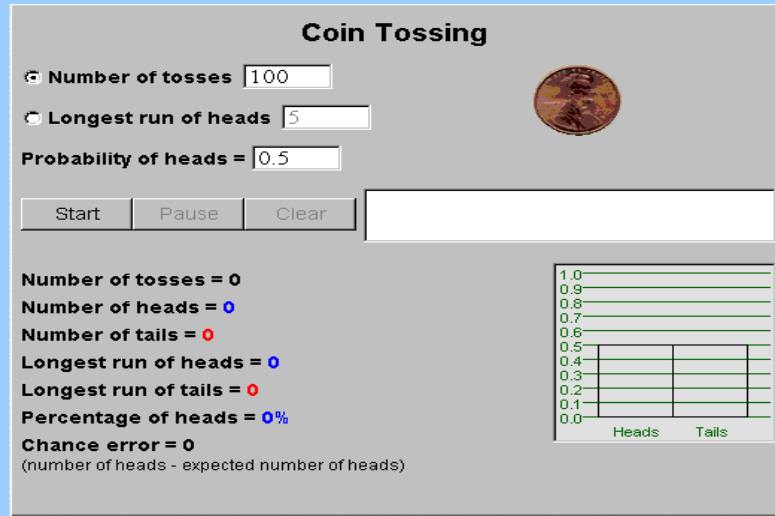 Coin Tossing
Number of tosses 100
Longest run of heads 5
Probability of heads = 0.5
Start Pause Clear
Number of tosses = 0
Number of heads = 0
Number of tails = 0
Longest run of heads = 0
Longest run of tails = 0
Percentage of heads = 0%
Chance error = 0
(number of heads - expected number of heads)
1.0
0.9
0.8
0.7
0.6
0.5
0.4
0.3
0.2
0.1
0.0
Heads Tails